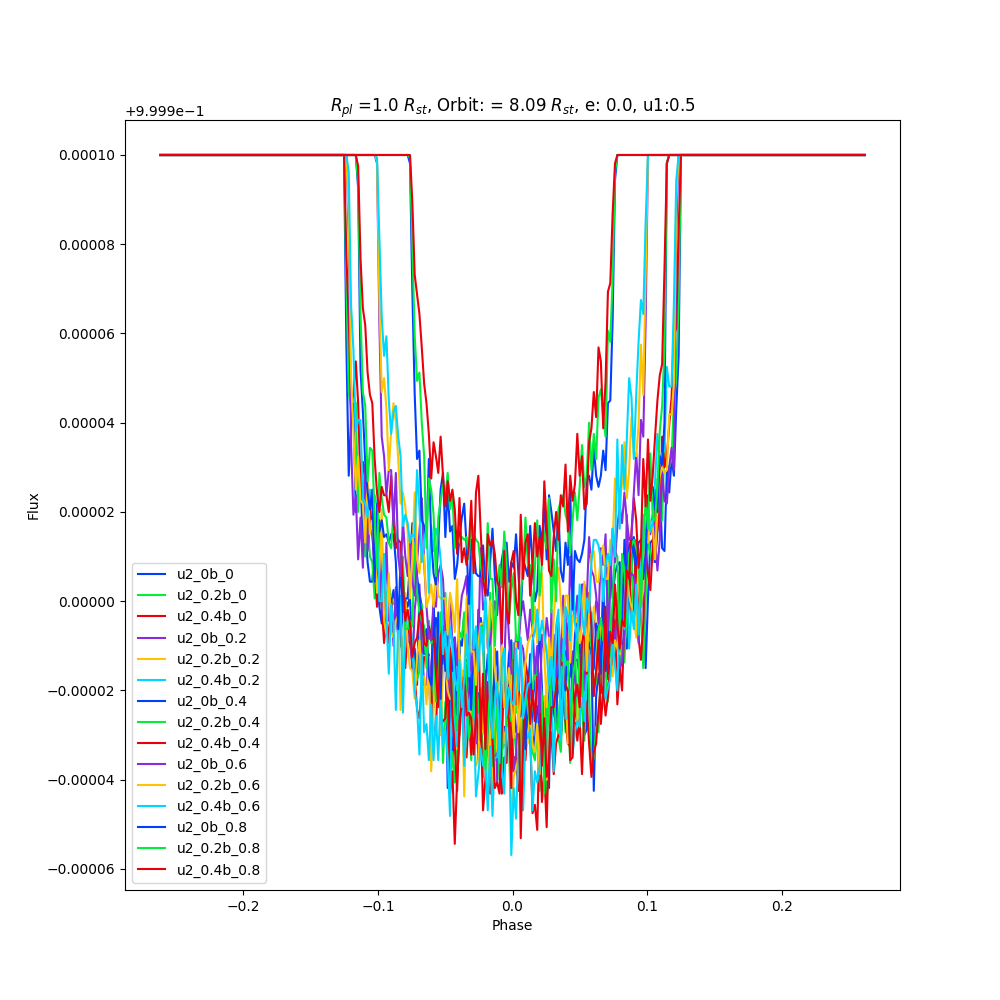 R_pl =1.0 R_st, Orbit: = 8.09 R_st, e: 0.0, u1:0.5
+9.999e−1
0.00010
0.00008
0.00006
0.00004
0.00002
0.00000
−0.00002
−0.00004
−0.00006
Flux
u2_0b_0
u2_0.2b_0
u2_0.4b_0
u2_0b_0.2
u2_0.2b_0.2
u2_0.4b_0.2
u2_0b_0.4
u2_0.2b_0.4
u2_0.4b_0.4
u2_0b_0.6
u2_0.2b_0.6
u2_0.4b_0.6
u2_0b_0.8
u2_0.2b_0.8
u2_0.4b_0.8
−0.2 −0.1 0.0 0.1 0.2
Phase